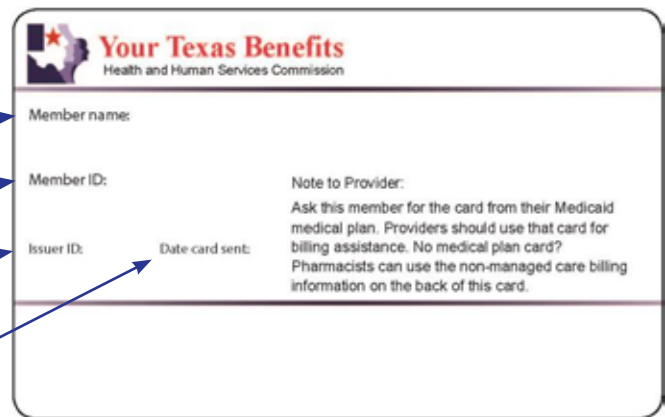 Your Texas Benefits
Health and Human Services Commission
Member name:
Member ID:
Note to Provider:
Ask this member for the card from their Medicaid
medical plan. Providers should use that card for
Issuer ID: Date card sent: billing assistance. No medical plan card?
Pharmacists can use the non-managed care billing
information on the back of this card.